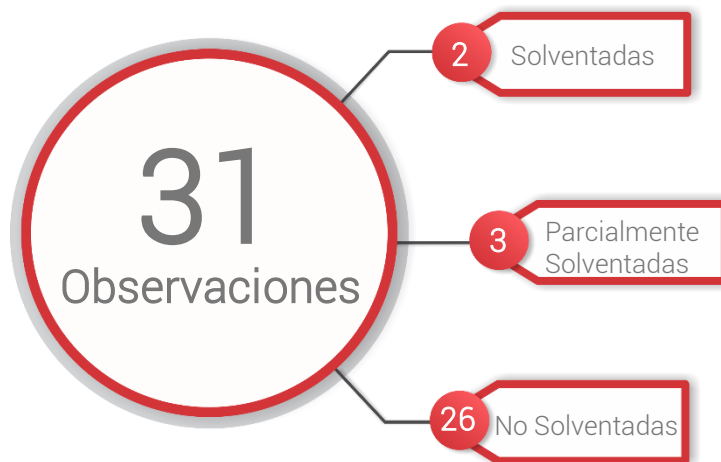 31
Observaciones
2
Solventadas
3
Parcialmente
Solventadas
26
No Solventadas